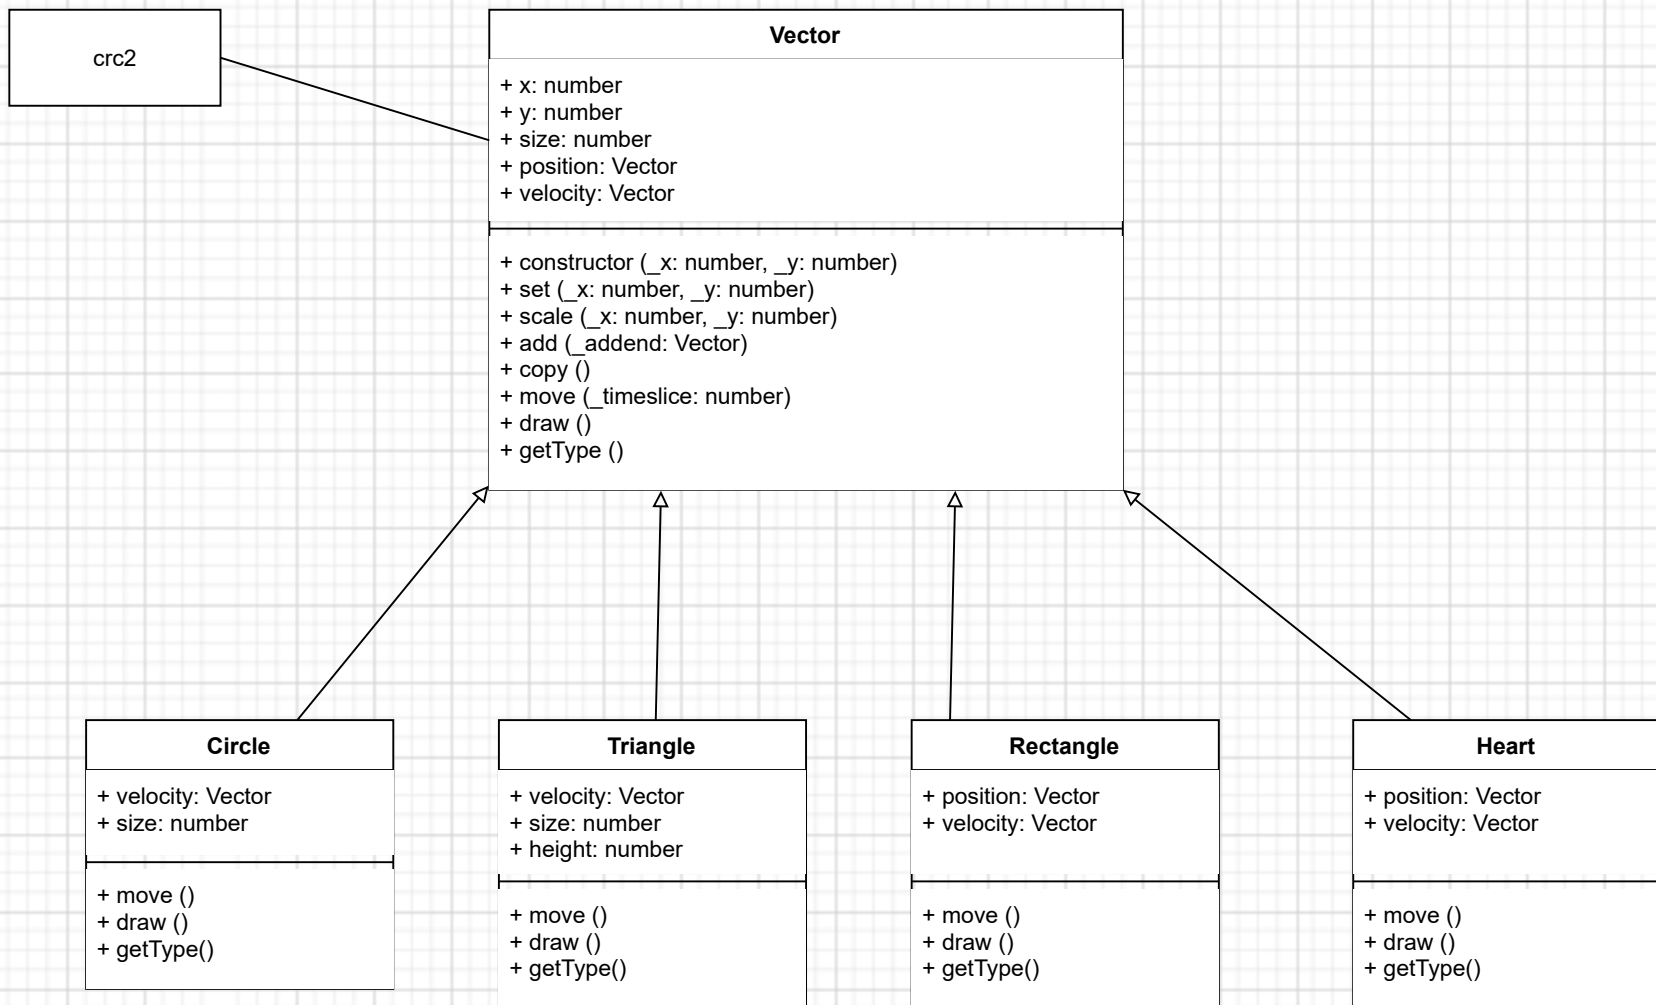 crc2
Vector
+ x: number
+ y: number
+ size: number
+ position: Vector
+ velocity: Vector
+ constructor (_x: number, _y: number)
+ set (_x: number, _y: number)
+ scale (_x: number, _y: number)
+ add (_addend: Vector)
+ copy ()
+ move (_timeslice: number)
+ draw ()
+ getType ()
Circle
+ velocity: Vector
+ size: number
+ move ()
+ draw ()
+ getType()
Triangle
+ velocity: Vector
+ size: number
+ height: number
+ move ()
+ draw ()
+ getType()
Rectangle
+ position: Vector
+ velocity: Vector
+ move ()
+ draw ()
+ getType()
Heart
+ position: Vector
+ velocity: Vector
+ move ()
+ draw ()
+ getType()